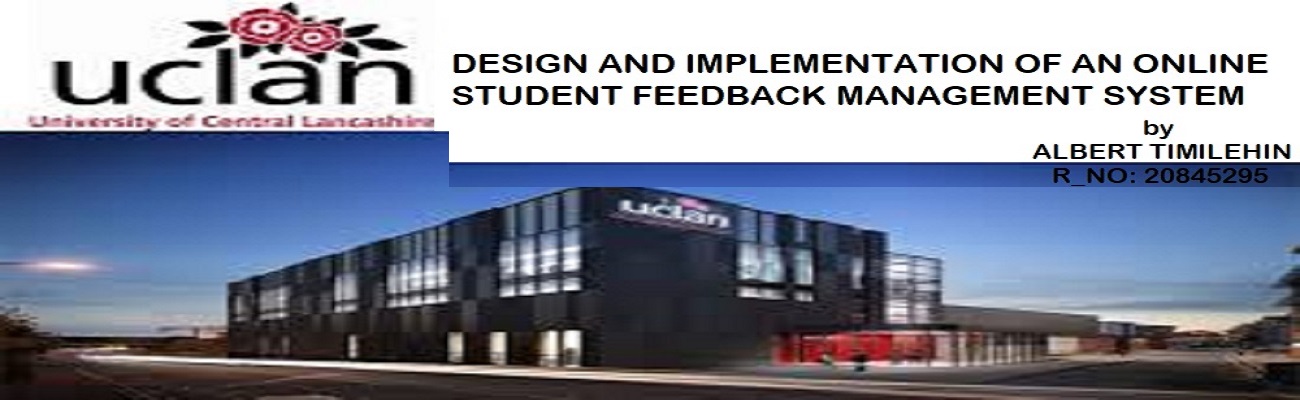 uclan
University of Central Lancashire
DESIGN AND IMPLEMENTATION OF AN ONLINE
STUDENT FEEDBACK MANAGEMENT SYSTEM
by
ALBERT TIMILEHIN
R_NO: 20845295
uclan